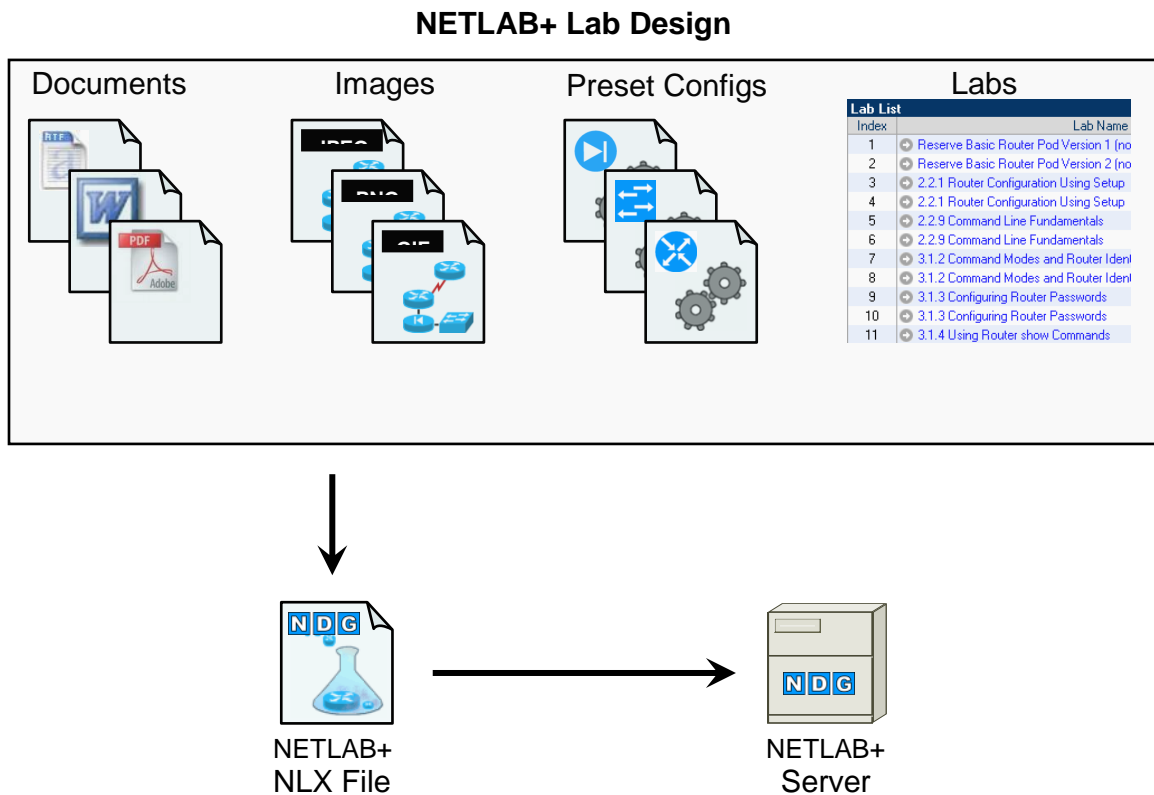 NETLAB+ Lab Design
Documents
Images
Preset Configs
Labs
RTF
a
W
PDF
Adobe
Lab List
Index Lab Name
1 Reserve Basic Router Pod Version 1 (no
2 Reserve Basic Router Pod Version 2 (no
3 2.2.1 Router Configuration Using Setup
4 2.2.1 Router Configuration Using Setup
5 2.2.9 Command Line Fundamentals
6 2.2.9 Command Line Fundamentals
7 3.1.2 Command Modes and Router Ident
8 3.1.2 Command Modes and Router Ident
9 3.1.3 Configuring Router Passwords
10 3.1.3 Configuring Router Passwords
11 3.1.4 Using Router show Commands
NDG
NETLAB+
NLX File
NDG
NETLAB+
Server